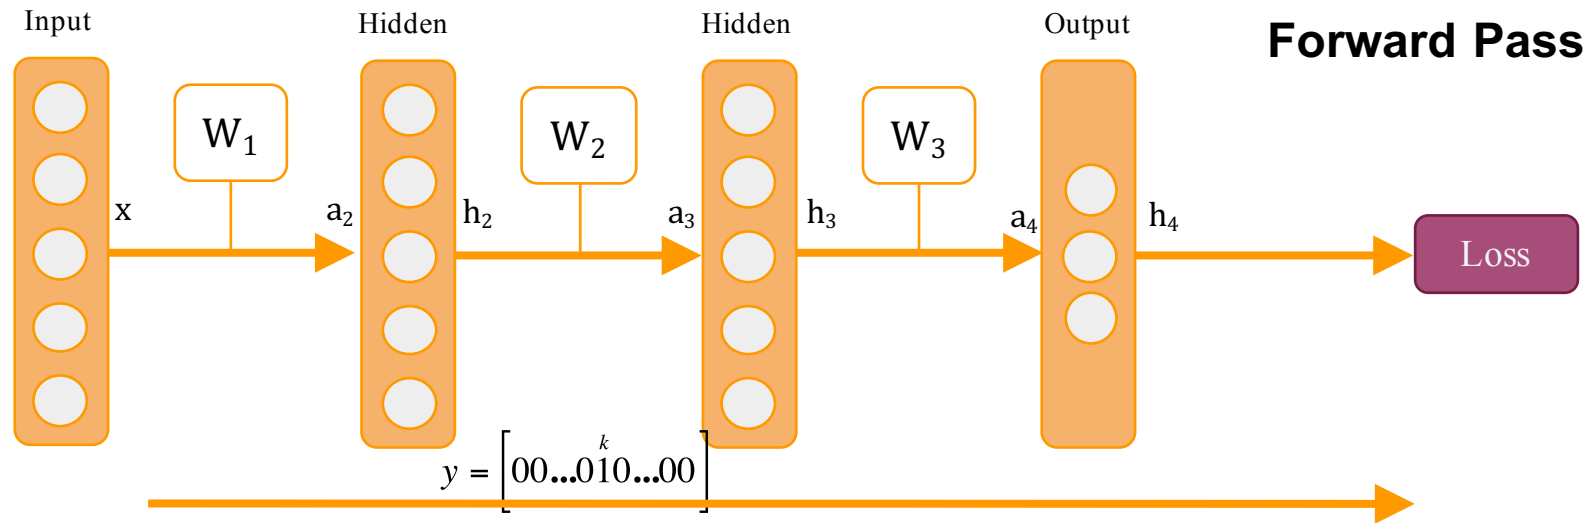 Input
Hidden
Hidden
Output
Forward Pass
W₁
W₂
W₃
x
a₂
h₂
a₃
h₃
a₄
h₄
Loss
k
y = [00...010...00]